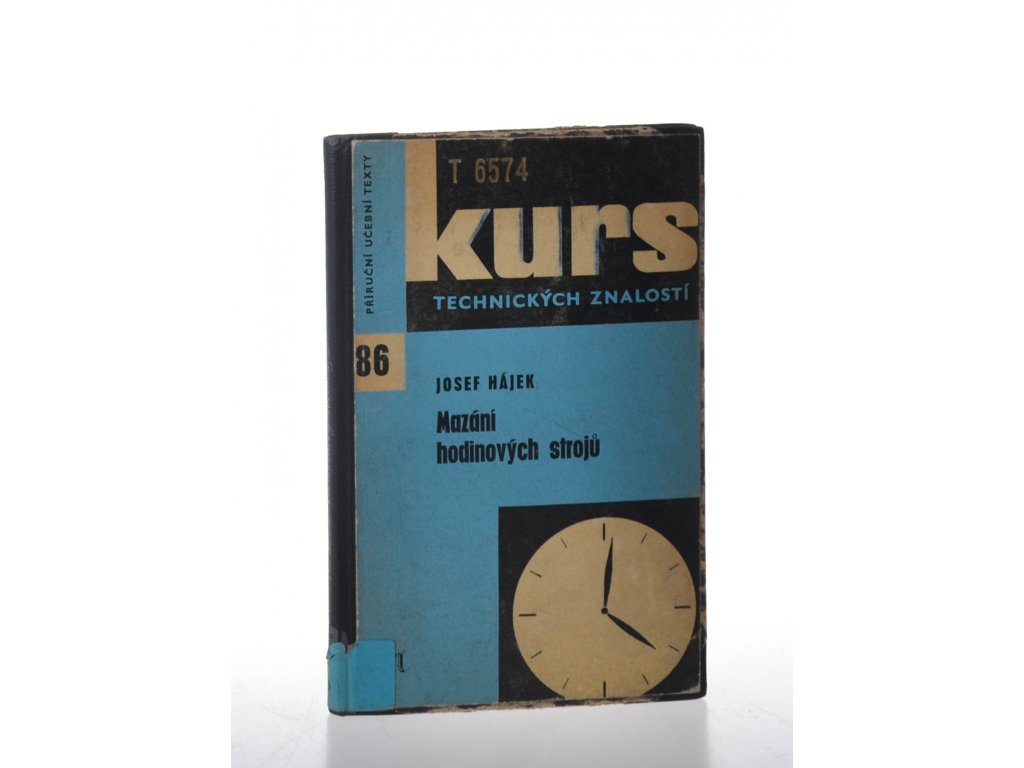 PŘÍRUČNÍ UČEBNÍ TEXTY
T 6574
kurs
TECHNICKÝCH ZNALOSTÍ
86
JOSEF HÁJEK
Mazání
hodinových strojů